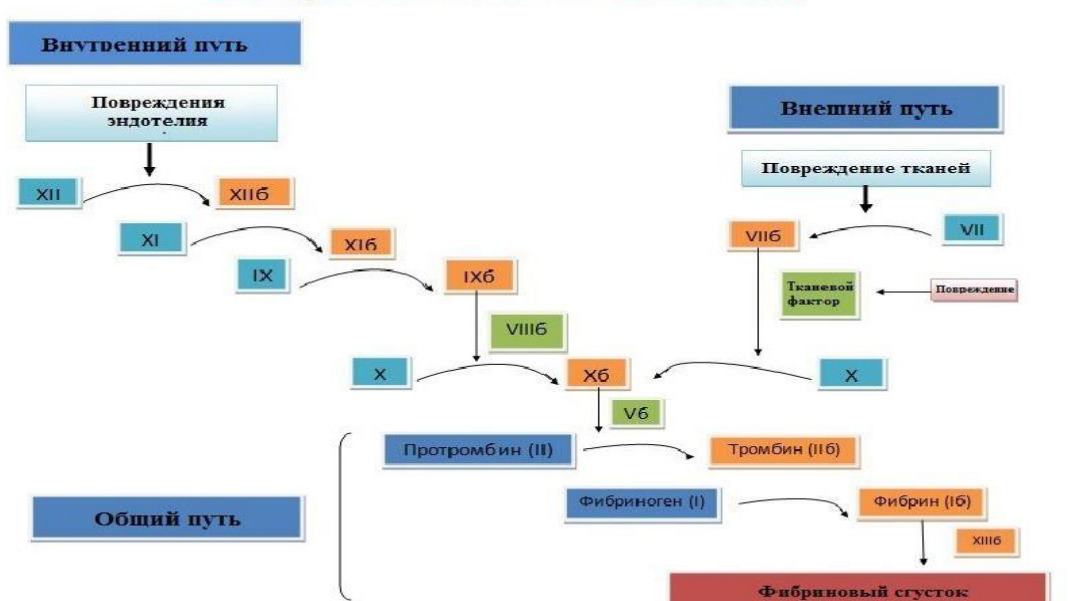 Внутренний путь
Повреждения
эндотелия
Внешний путь
Повреждение тканей
XII
XIIб
XI
XIб
VIIб
VII
IX
IXб
Тканевой
фактор
Повреждение
VIIIб
X
Xб
X
Vб
Протромбин (II)
Тромбин (IIб)
Фибриноген (I)
Фибрин (Iб)
Общий путь
XIIIб
Фибриновый сгусток